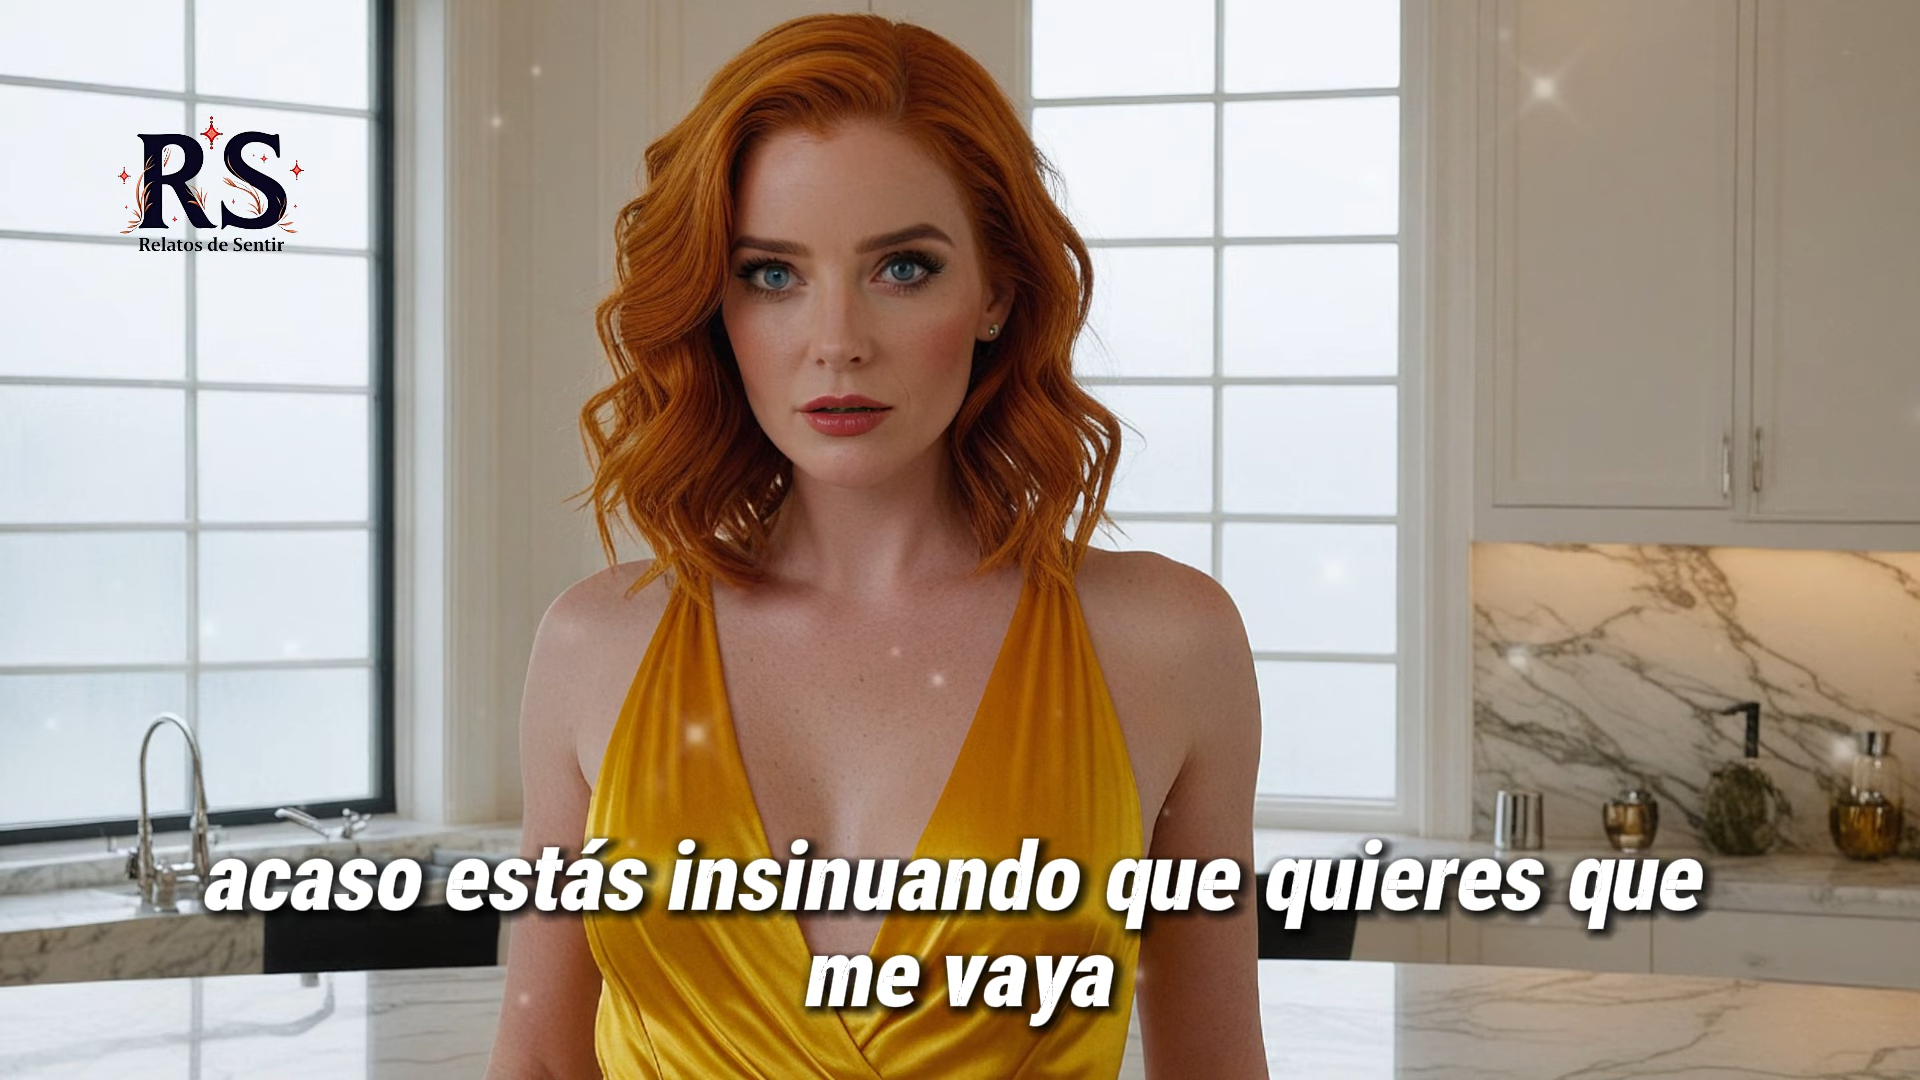 RS
Relatos de Sentir
acaso estás insinuando que quieres que
me vaya